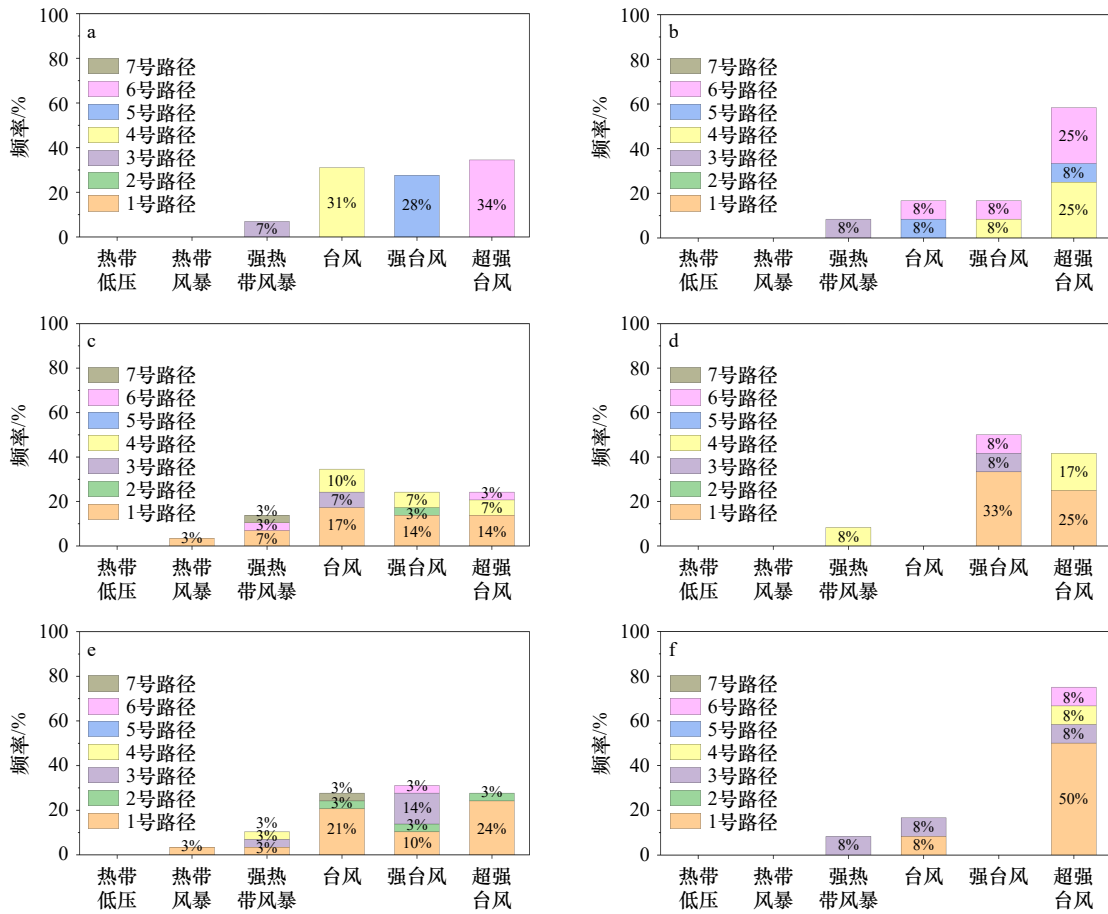 a
频率/%
100
80
60
40
20
0
7号路径
6号路径
5号路径
4号路径
3号路径
2号路径
1号路径
7%
31%
28%
34%
热带
低压
热带
风暴
强热
带风暴
台风
强台风
超强
台风
b
频率/%
100
80
60
40
20
0
7号路径
6号路径
5号路径
4号路径
3号路径
2号路径
1号路径
8%
8%
8%
8%
8%
25%
8%
25%
热带
低压
热带
风暴
强热
带风暴
台风
强台风
超强
台风
c
频率/%
100
80
60
40
20
0
7号路径
6号路径
5号路径
4号路径
3号路径
2号路径
1号路径
3%
3%
3%
7%
10%
7%
17%
7%
3%
14%
3%
7%
14%
热带
低压
热带
风暴
强热
带风暴
台风
强台风
超强
台风
d
频率/%
100
80
60
40
20
0
7号路径
6号路径
5号路径
4号路径
3号路径
2号路径
1号路径
8%
8%
8%
33%
17%
25%
热带
低压
热带
风暴
强热
带风暴
台风
强台风
超强
台风
e
频率/%
100
80
60
40
20
0
7号路径
6号路径
5号路径
4号路径
3号路径
2号路径
1号路径
3%
3%
3%
3%
3%
3%
21%
3%
14%
3%
10%
3%
24%
热带
低压
热带
风暴
强热
带风暴
台风
强台风
超强
台风
f
频率/%
100
80
60
40
20
0
7号路径
6号路径
5号路径
4号路径
3号路径
2号路径
1号路径
8%
8%
8%
8%
8%
8%
50%
热带
低压
热带
风暴
强热
带风暴
台风
强台风
超强
台风